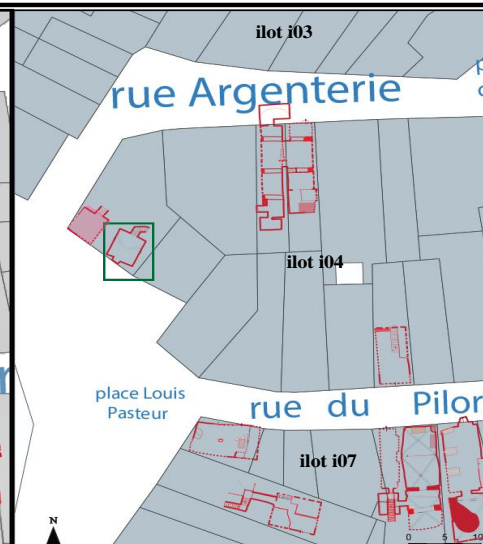 ilot i03
rue Argenterie
ilot i04
place Louis
Pasteur
rue du Pilor
ilot i07
N
0 5 10